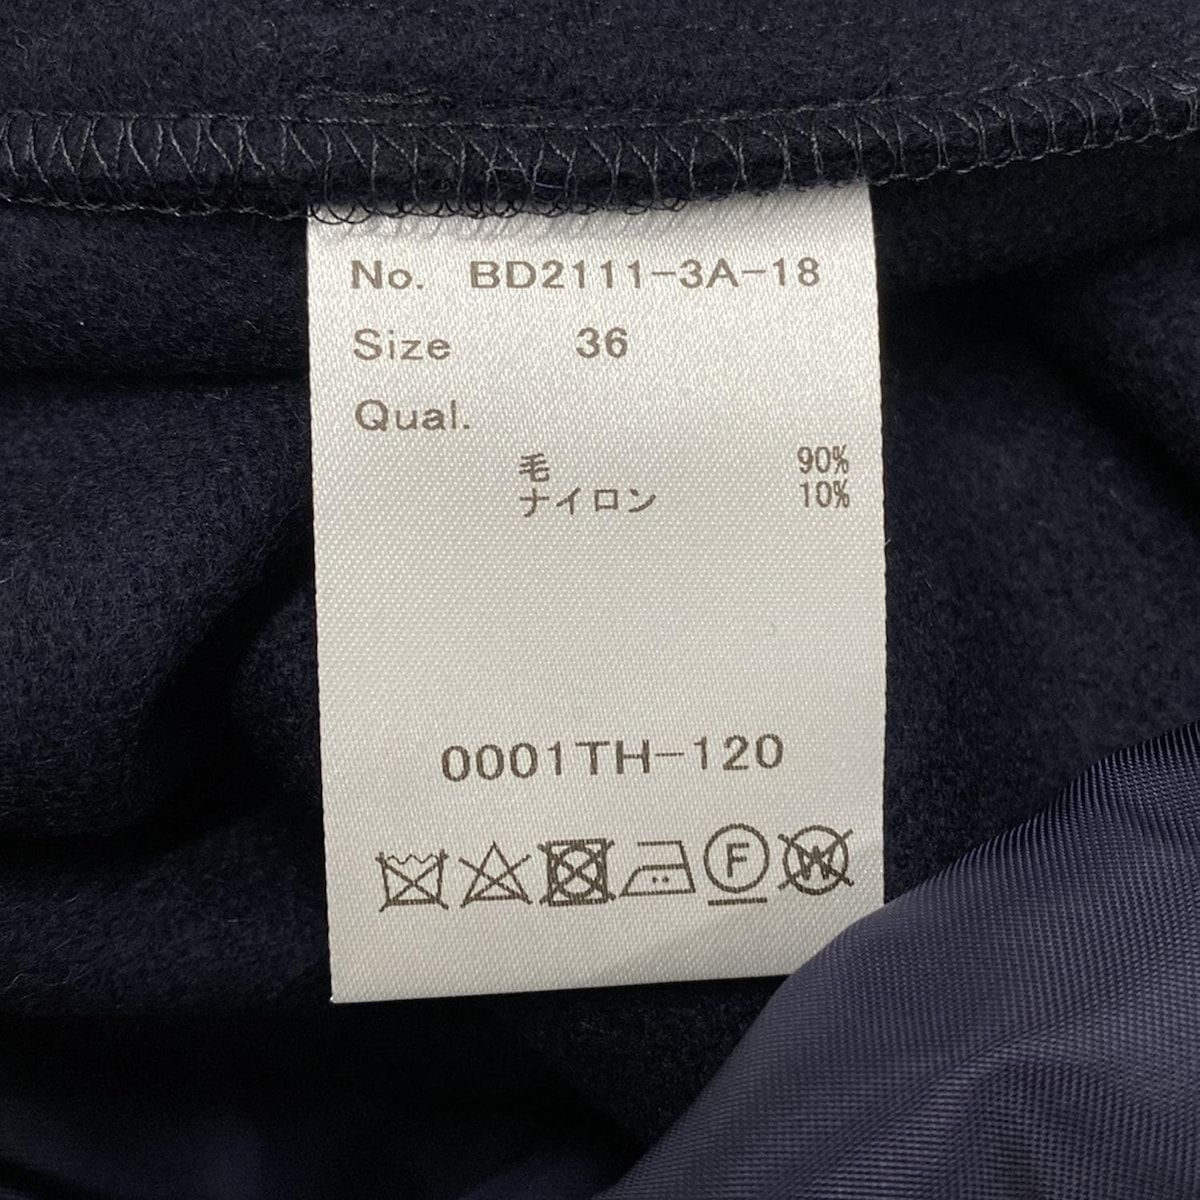 No. BD2111-3A-18
Size 36
Qual.
毛 90%
ナイロン 10%
0001TH-120
F W